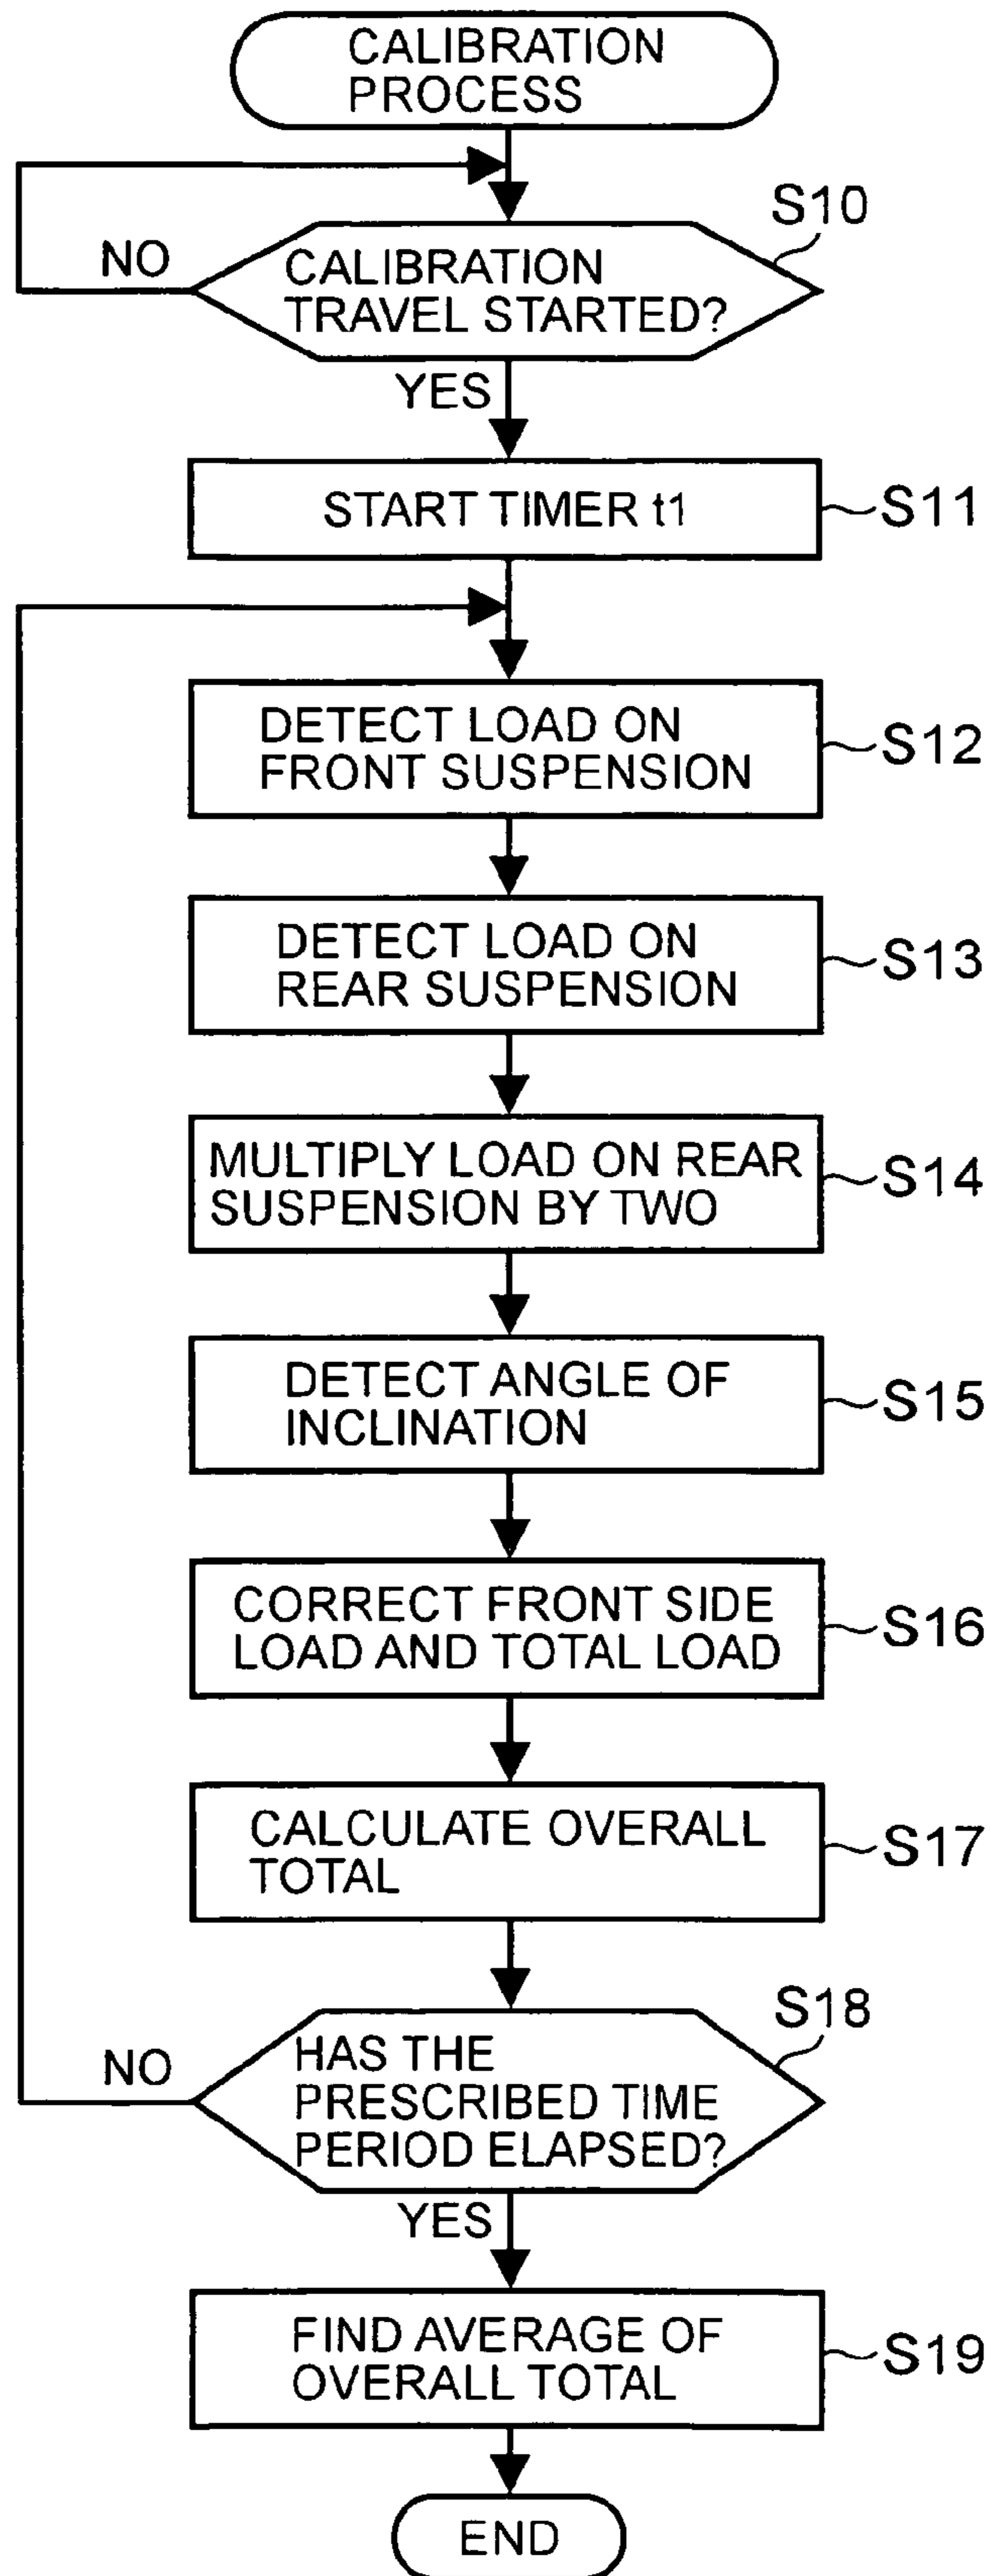 CALIBRATION
PROCESS
S10
NO
CALIBRATION
TRAVEL STARTED?
YES
START TIMER t1
S11
DETECT LOAD ON
FRONT SUSPENSION
S12
DETECT LOAD ON
REAR SUSPENSION
S13
MULTIPLY LOAD ON REAR
SUSPENSION BY TWO
S14
DETECT ANGLE OF
INCLINATION
S15
CORRECT FRONT SIDE
LOAD AND TOTAL LOAD
S16
CALCULATE OVERALL
TOTAL
S17
S18
NO
HAS THE
PRESCRIBED TIME
PERIOD ELAPSED?
YES
FIND AVERAGE OF
OVERALL TOTAL
S19
END